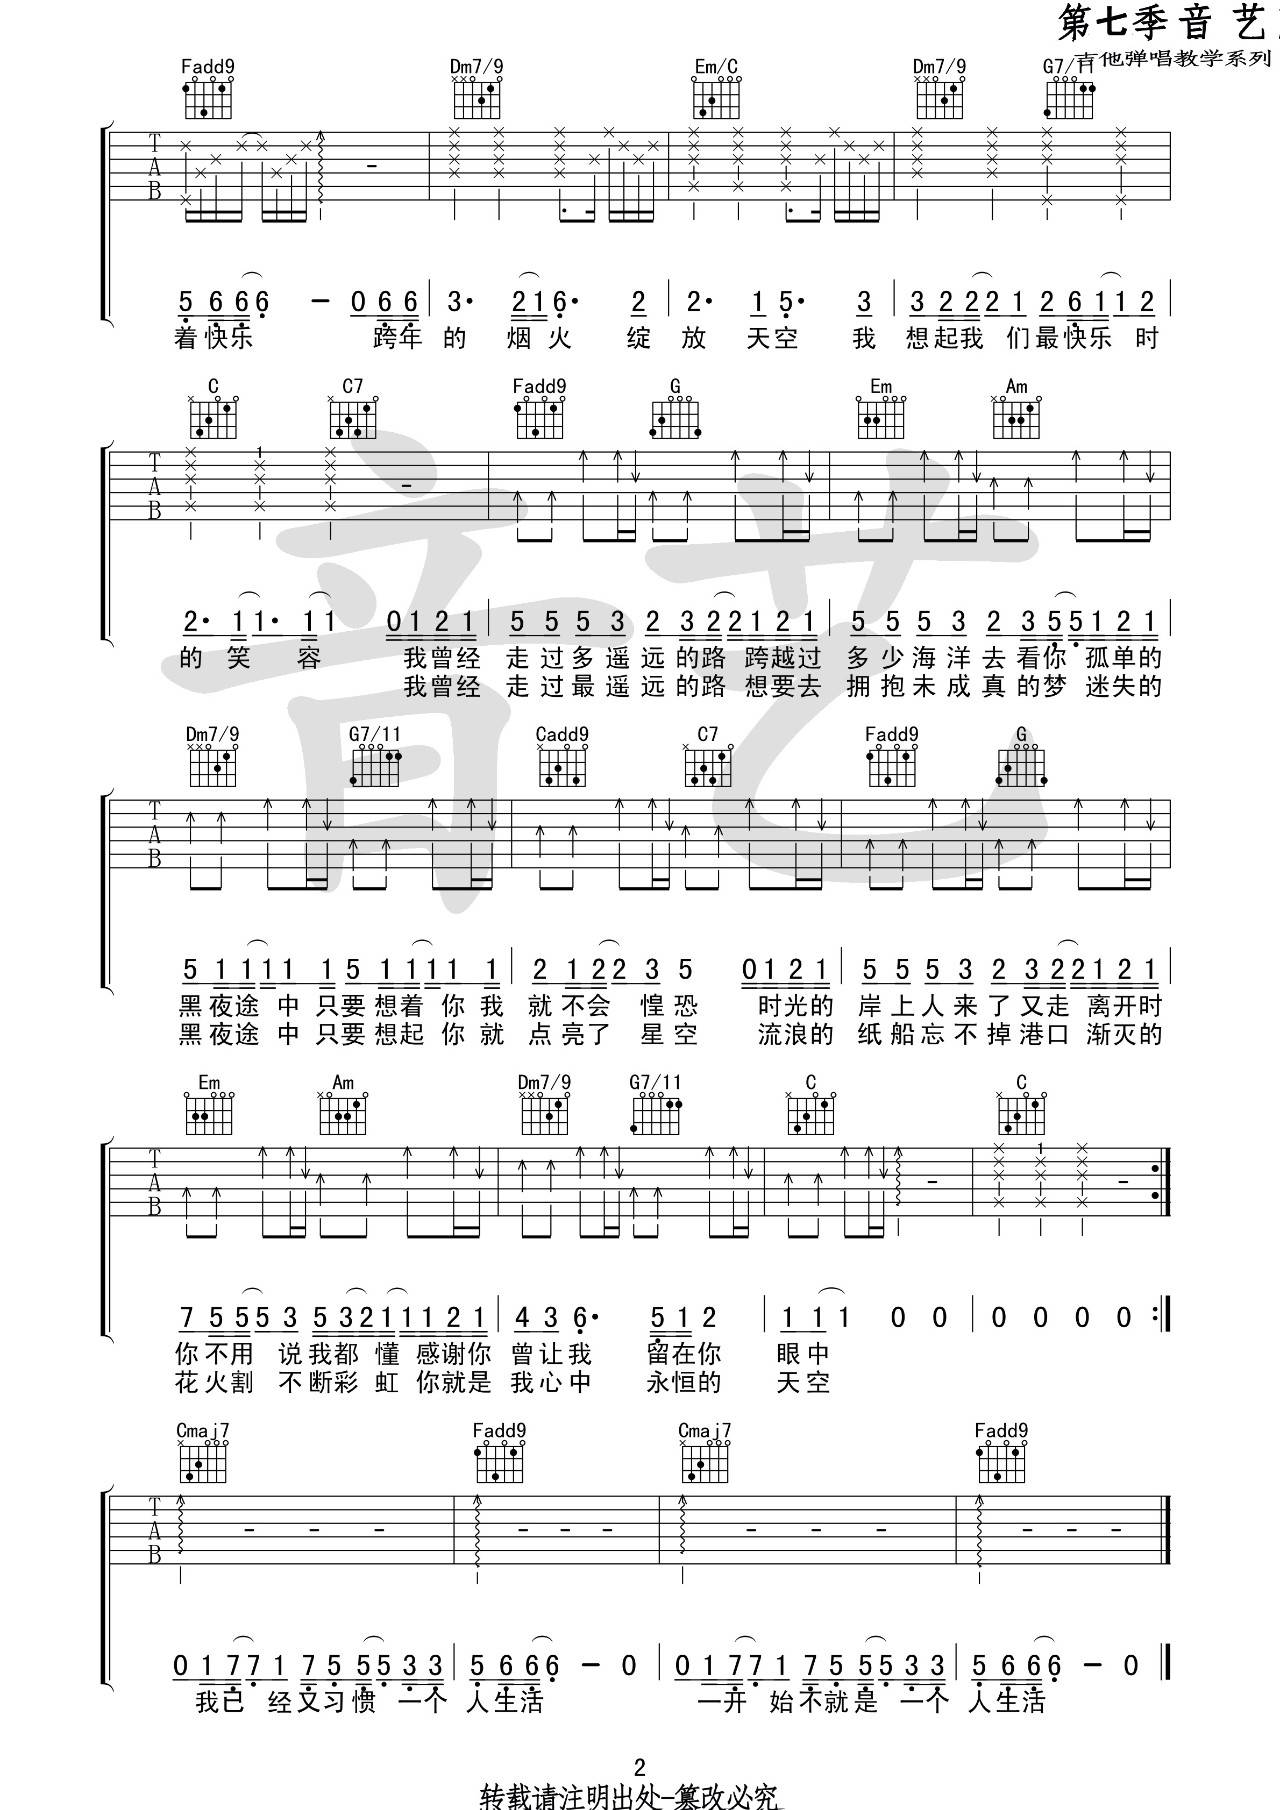 第七季音艺
吉他弹唱教学系列
Fadd9 Dm7/9 Em/C Dm7/9 G7/11
T
A
B
5 6 6 6 — 0 6 6 3· 2 1 6· 2 2· 1 5· 3 3 2 2 2 1 2 6 1 1 2
着快乐 跨年 的 烟火 绽 放 天空 我 想起我 们最快乐 时
C C7 Fadd9 G Em Am
T
A
B
2· 1 1· 1 1 0 1 2 1 5 5 5 3 2 3 2 2 1 2 1 5 5 5 3 2 3 5 5 1 2 1
的 笑 容 我曾经 走过多遥远的路 跨越过 多少海洋去看你 孤单的
我曾经 走过最遥远的路 想要去 拥抱未成真的梦 迷失的
Dm7/9 G7/11 Cadd9 C7 Fadd9 G
T
A
B
5 1 1 1 1 1 5 1 1 1 1 1 2 1 2 2 3 5 0 1 2 1 5 5 5 3 2 3 2 2 1 2 1
黑夜途 中只要想着 你我 就不会 惶恐 时光的 岸上人来了又走 离开时
黑夜途 中只要想起 你就 点亮了 星空 流浪的 纸船忘不掉港口 渐灭的
Em Am Dm7/9 G7/11 C C
T
A
B
7 5 5 5 3 5 3 2 1 1 1 2 1 4 3 6· 5 1 2 1 1 1 0 0 0 0 0 0
你不用 说我都 懂 感谢你 曾让我 留在你 眼中
花火割 不断彩 虹 你就是 我心中 永恒的 天空
Cmaj7 Fadd9 Cmaj7 Fadd9
T
A
B
0 1 7 7 1 7 5 5 5 3 3 5 6 6 6 — 0 0 1 7 7 1 7 5 5 5 3 3 5 6 6 6 — 0
我已 经又习 惯 一个 人生活 一开 始不就是 一个 人生活
2
转载请注明出处-篡改必究